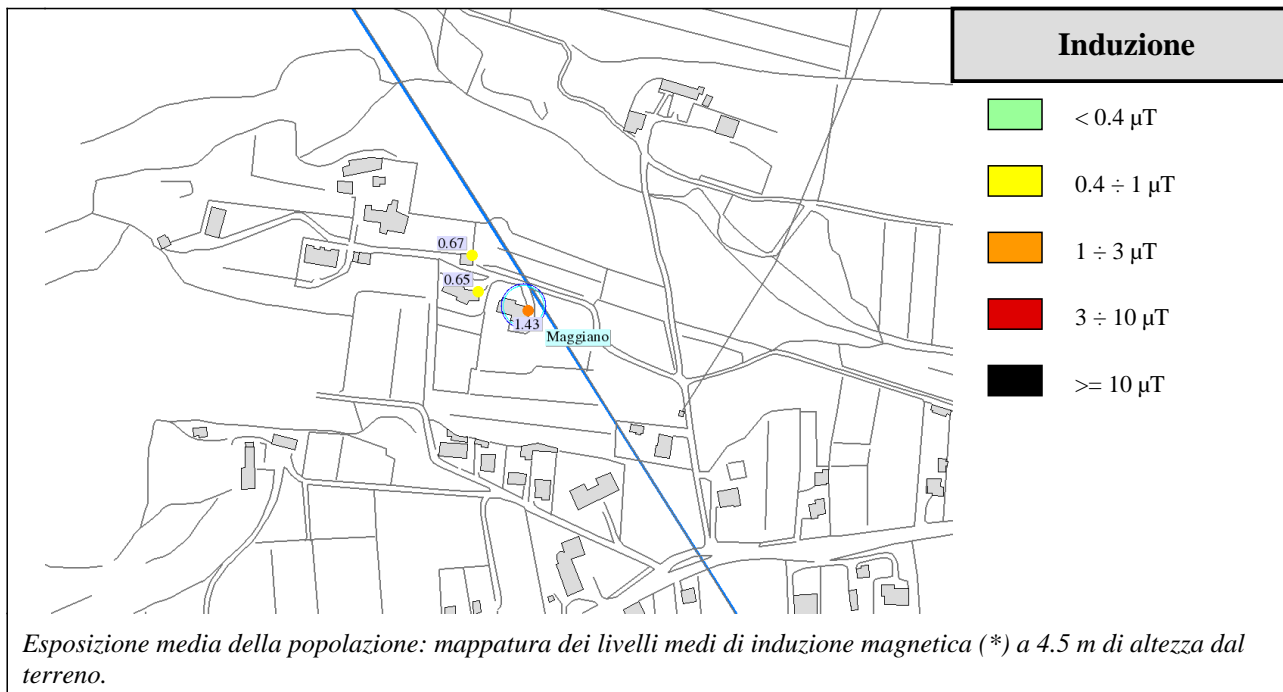 Induzione
< 0.4 µT
0.4 ÷ 1 µT
1 ÷ 3 µT
3 ÷ 10 µT
>= 10 µT
0.67
0.65
1.43
Maggiano
Esposizione media della popolazione: mappatura dei livelli medi di induzione magnetica (*) a 4.5 m di altezza dal
terreno.